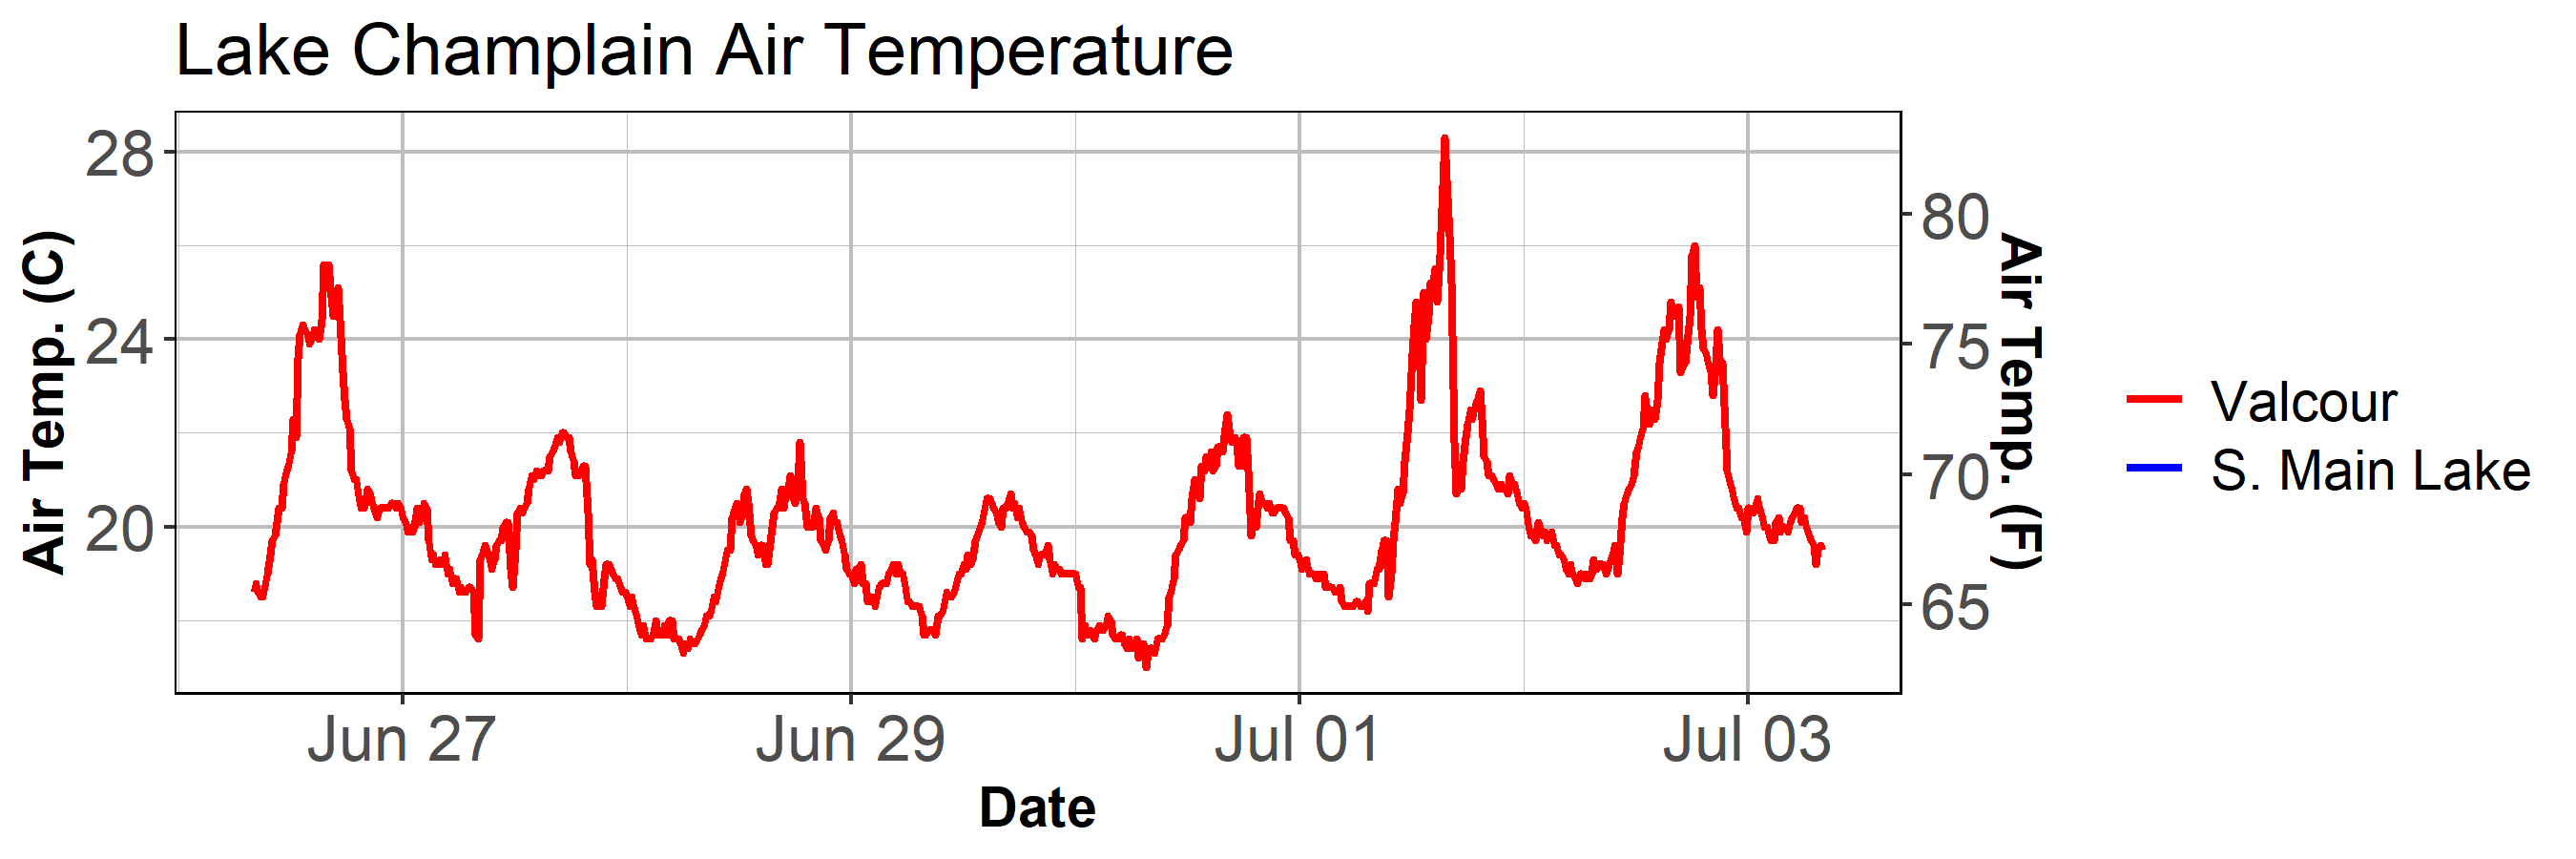 Lake Champlain Air Temperature
28
24
20
Air Temp. (C)
80
75
70
65
Air Temp. (F)
Valcour
S. Main Lake
Jun 27
Jun 29
Jul 01
Jul 03
Date